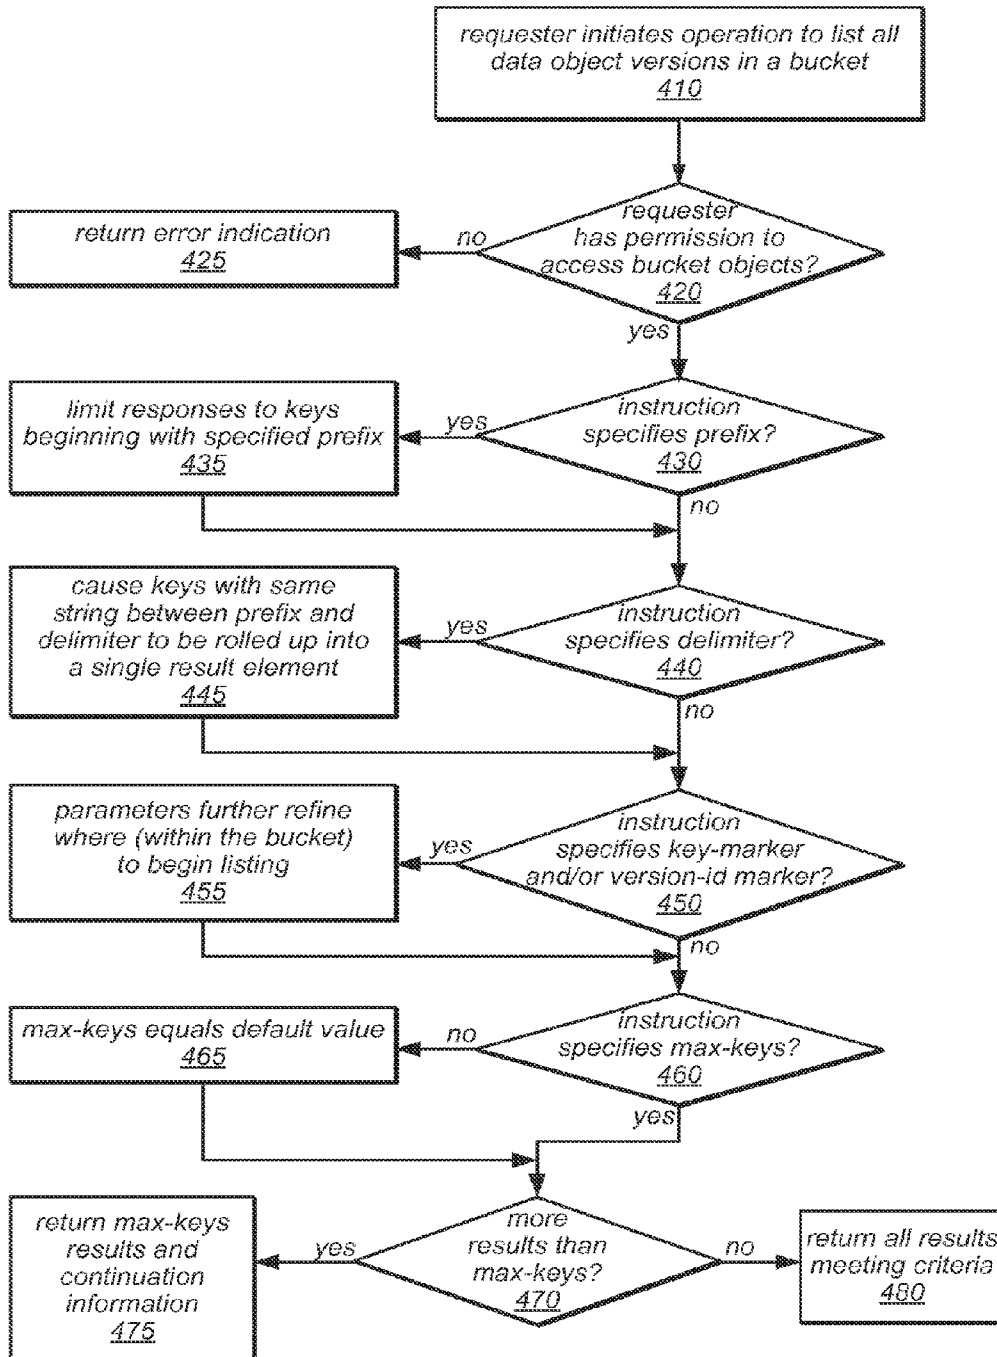 requester initiates operation to list all
data object versions in a bucket
410
requester
has permission to
access bucket objects?
420
no
return error indication
425
yes
instruction
specifies prefix?
430
yes
limit responses to keys
beginning with specified prefix
435
no
instruction
specifies delimiter?
440
yes
cause keys with same
string between prefix and
delimiter to be rolled up into
a single result element
445
no
instruction
specifies key-marker
and/or version-id marker?
450
yes
parameters further refine
where (within the bucket)
to begin listing
455
no
instruction
specifies max-keys?
460
no
max-keys equals default value
465
yes
more
results than
max-keys?
470
yes
return max-keys
results and
continuation
information
475
no
return all results
meeting criteria
480